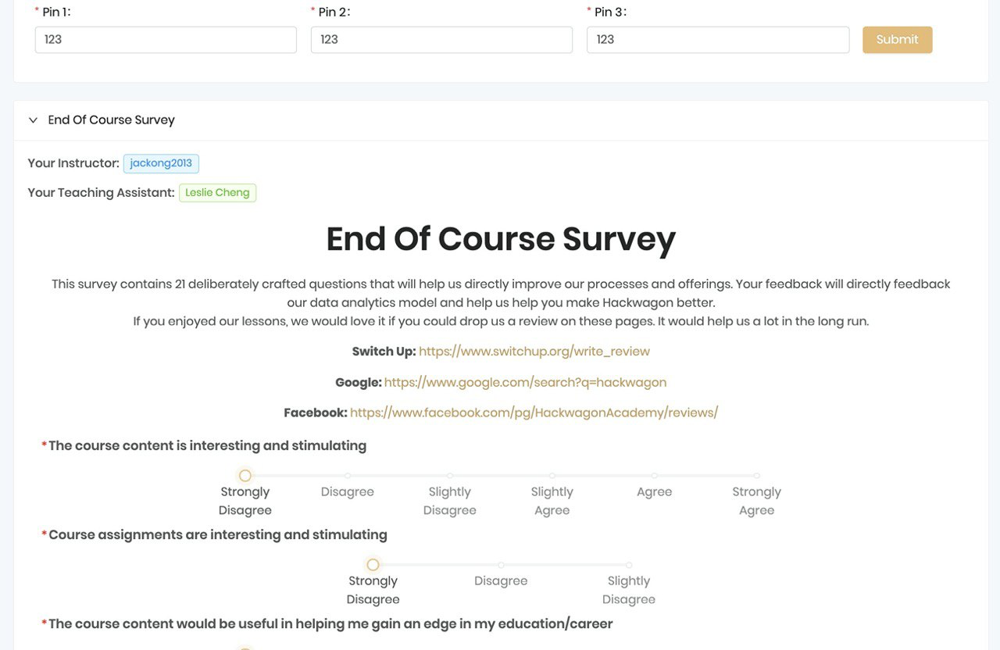 * Pin 1: * Pin 2: * Pin 3:
123 123 123 Submit
End Of Course Survey
Your Instructor: jackong2013
Your Teaching Assistant: Leslie Cheng
End Of Course Survey
This survey contains 21 deliberately crafted questions that will help us directly improve our processes and offerings. Your feedback will directly feedback
our data analytics model and help us help you make Hackwagon better.
If you enjoyed our lessons, we would love it if you could drop us a review on these pages. It would help us a lot in the long run.
Switch Up: https://www.switchup.org/write_review
Google: https://www.google.com/search?q=hackwagon
Facebook: https://www.facebook.com/pg/HackwagonAcademy/reviews/
* The course content is interesting and stimulating
Strongly Disagree Slightly Slightly Agree Strongly
Disagree Disagree Agree Agree
* Course assignments are interesting and stimulating
Strongly Disagree Slightly
Disagree Disagree
* The course content would be useful in helping me gain an edge in my education/career